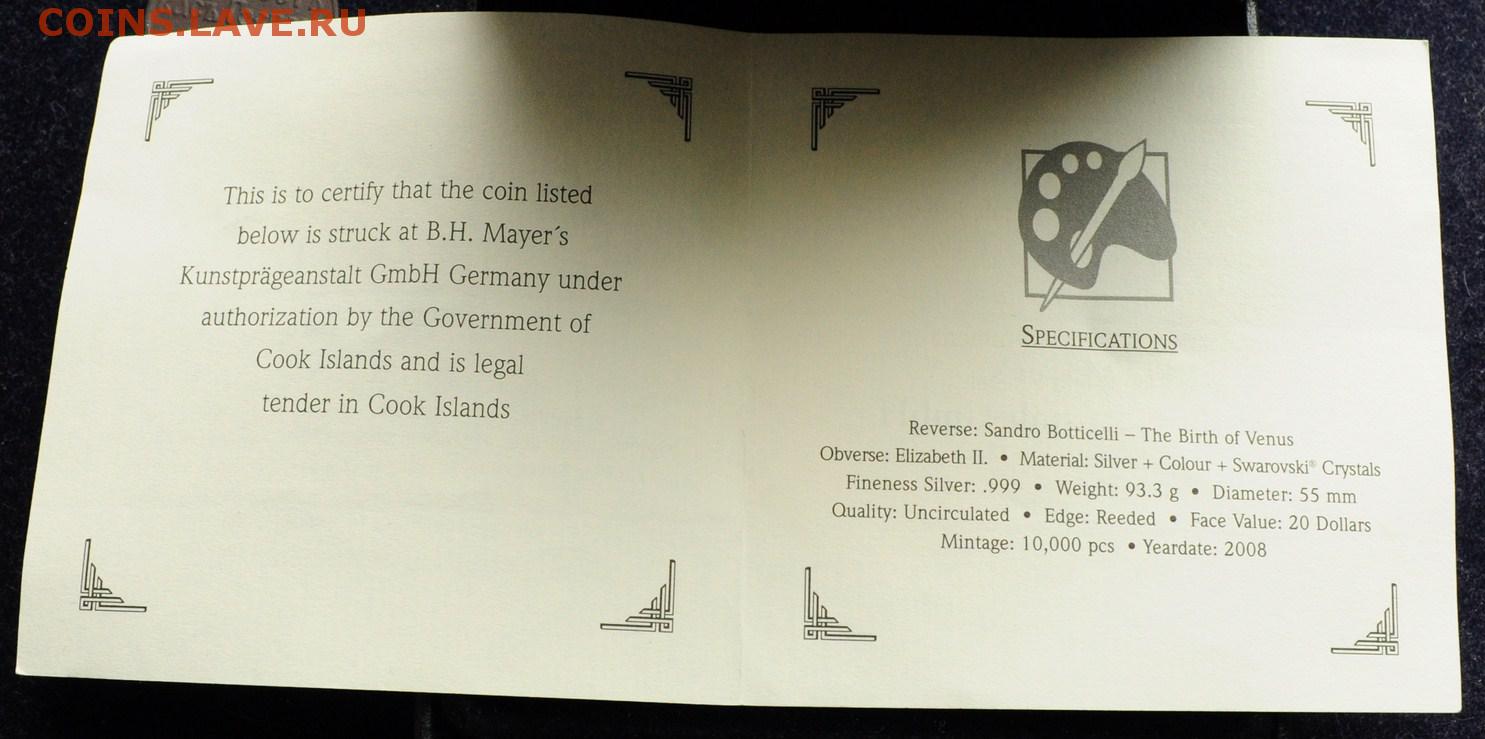 COINS.LAVE.RU
This is to certify that the coin listed
below is struck at B.H. Mayer´s
Kunstprägeanstalt GmbH Germany under
authorization by the Government of
Cook Islands and is legal
tender in Cook Islands
SPECIFICATIONS
Reverse: Sandro Botticelli – The Birth of Venus
Obverse: Elizabeth II. • Material: Silver + Colour + Swarovski® Crystals
Fineness Silver: .999 • Weight: 93.3 g • Diameter: 55 mm
Quality: Uncirculated • Edge: Reeded • Face Value: 20 Dollars
Mintage: 10,000 pcs • Yeardate: 2008